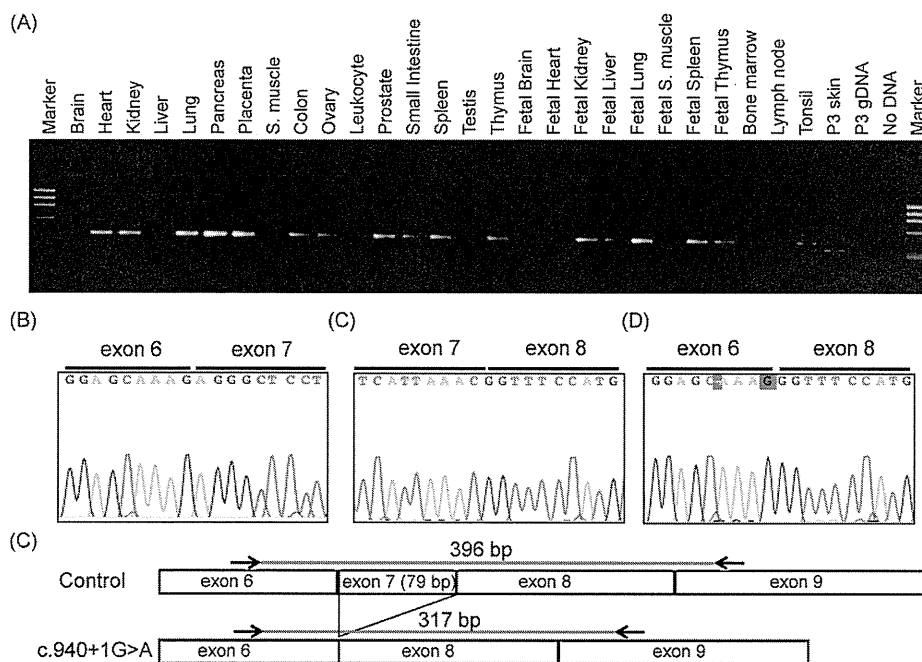 (A)
Marker
Brain
Heart
Kidney
Liver
Lung
Pancreas
Placenta
S. muscle
Colon
Ovary
Leukocyte
Prostate
Small Intestine
Spleen
Testis
Thymus
Fetal Brain
Fetal Heart
Fetal Kidney
Fetal Liver
Fetal Lung
Fetal S. muscle
Fetal Spleen
Fetal Thymus
Bone marrow
Lymph node
Tonsil
P3 skin
P3 gDNA
No DNA
Marker
(B)
exon 6 exon 7
GGAGCAAAGAGGGCTCCT
(C)
exon 7 exon 8
TCATTAAACGGTTTCCATG
(D)
exon 6 exon 8
GGAGCAAAGGGTTTCCATG
(C)
396 bp
Control exon 6 exon 7 (79 bp) exon 8 exon 9
317 bp
c.940+1G>A exon 6 exon 8 exon 9